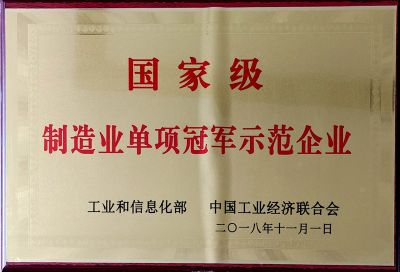 国家级
制造业单项冠军示范企业
工业和信息化部 中国工业经济联合会
二〇一八年十一月一日